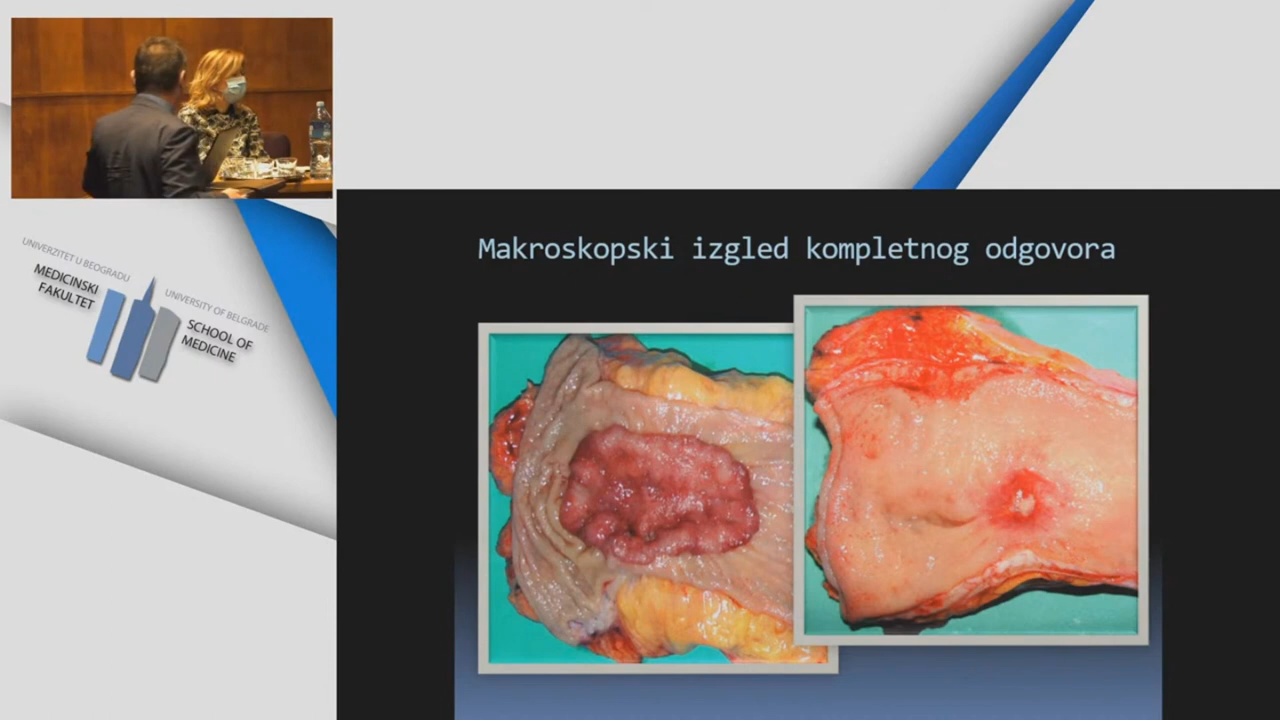 UNIVERZITET U BEOGRADU
MEDICINSKI
FAKULTET
UNIVERSITY OF BELGRADE
SCHOOL OF
MEDICINE
Makroskopski izgled kompletnog odgovora